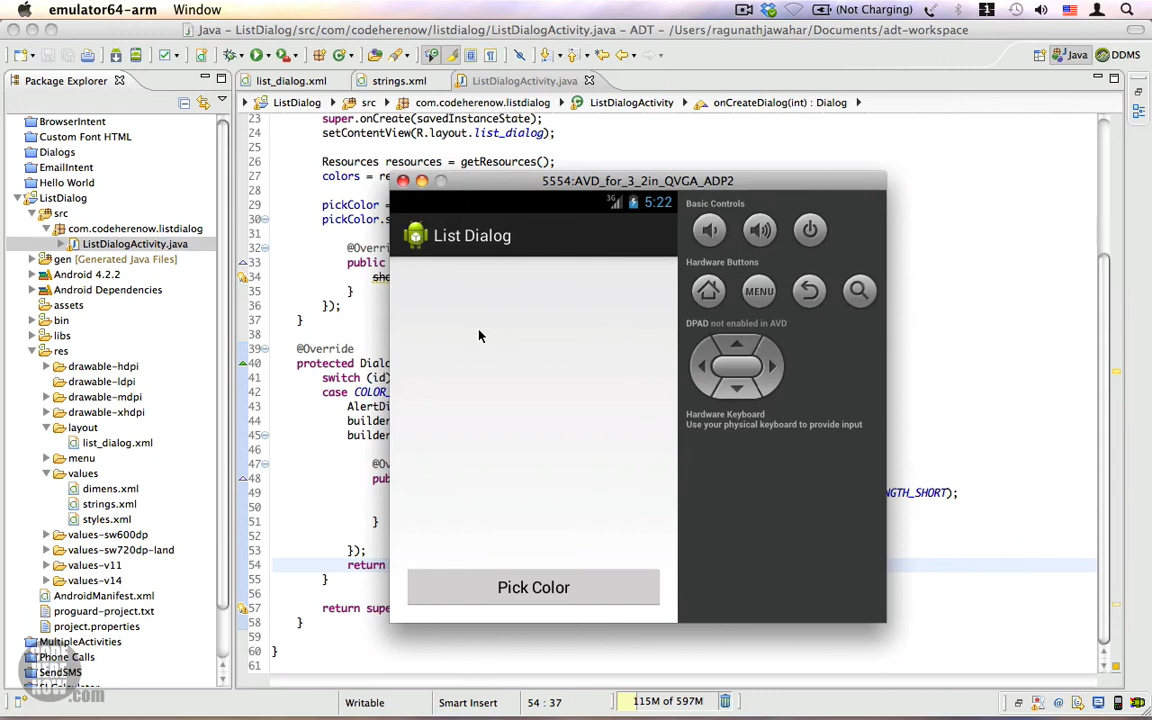 emulator64-arm Window (Not Charging) 1
Java – ListDialog/src/com/codeherenow/listdialog/ListDialogActivity.java – ADT – /Users/ragunathjawahar/Documents/adt-workspace
Java DDMS
Package Explorer
list_dialog.xml strings.xml ListDialogActivity.java
ListDialog src com.codeherenow.listdialog ListDialogActivity onCreateDialog(int) : Dialog
BrowserIntent
Custom Font HTML
Dialogs
EmailIntent
Hello World
ListDialog
src
com.codeherenow.listdialog
ListDialogActivity.java
gen [Generated Java Files]
Android 4.2.2
Android Dependencies
assets
bin
libs
res
drawable-hdpi
drawable-ldpi
drawable-mdpi
drawable-xhdpi
layout
list_dialog.xml
menu
values
dimens.xml
strings.xml
styles.xml
values-sw600dp
values-sw720dp-land
values-v11
values-v14
AndroidManifest.xml
proguard-project.txt
project.properties
MultipleActivities
Phone Calls
SendSMS
CODE HERE NOW .com
23 super.onCreate(savedInstanceState);
24 setContentView(R.layout.list_dialog);
25
26 Resources resources = getResources();
27 colors = re
28
29 pickColor =
30 pickColor.s
31
32 @Overri
33 public
34 sho
35 }
36 });
37 }
38
39 @Override
40 protected Dialo
41 switch (id)
42 case COLOR_
43 AlertDi
44 builder
45 builder
46
47 @Ov
48 pub
49 NGTH_SHORT);
50
51 }
52
53 });
54 return
55 }
56
57 return supe
58 }
59
60 }
61
5554:AVD_for_3_2in_QVGA_ADP2
3G 5:22
List Dialog
Pick Color
Basic Controls
Hardware Buttons
MENU
DPAD not enabled in AVD
Hardware Keyboard
Use your physical keyboard to provide input
Writable Smart Insert 54 : 37 115M of 597M